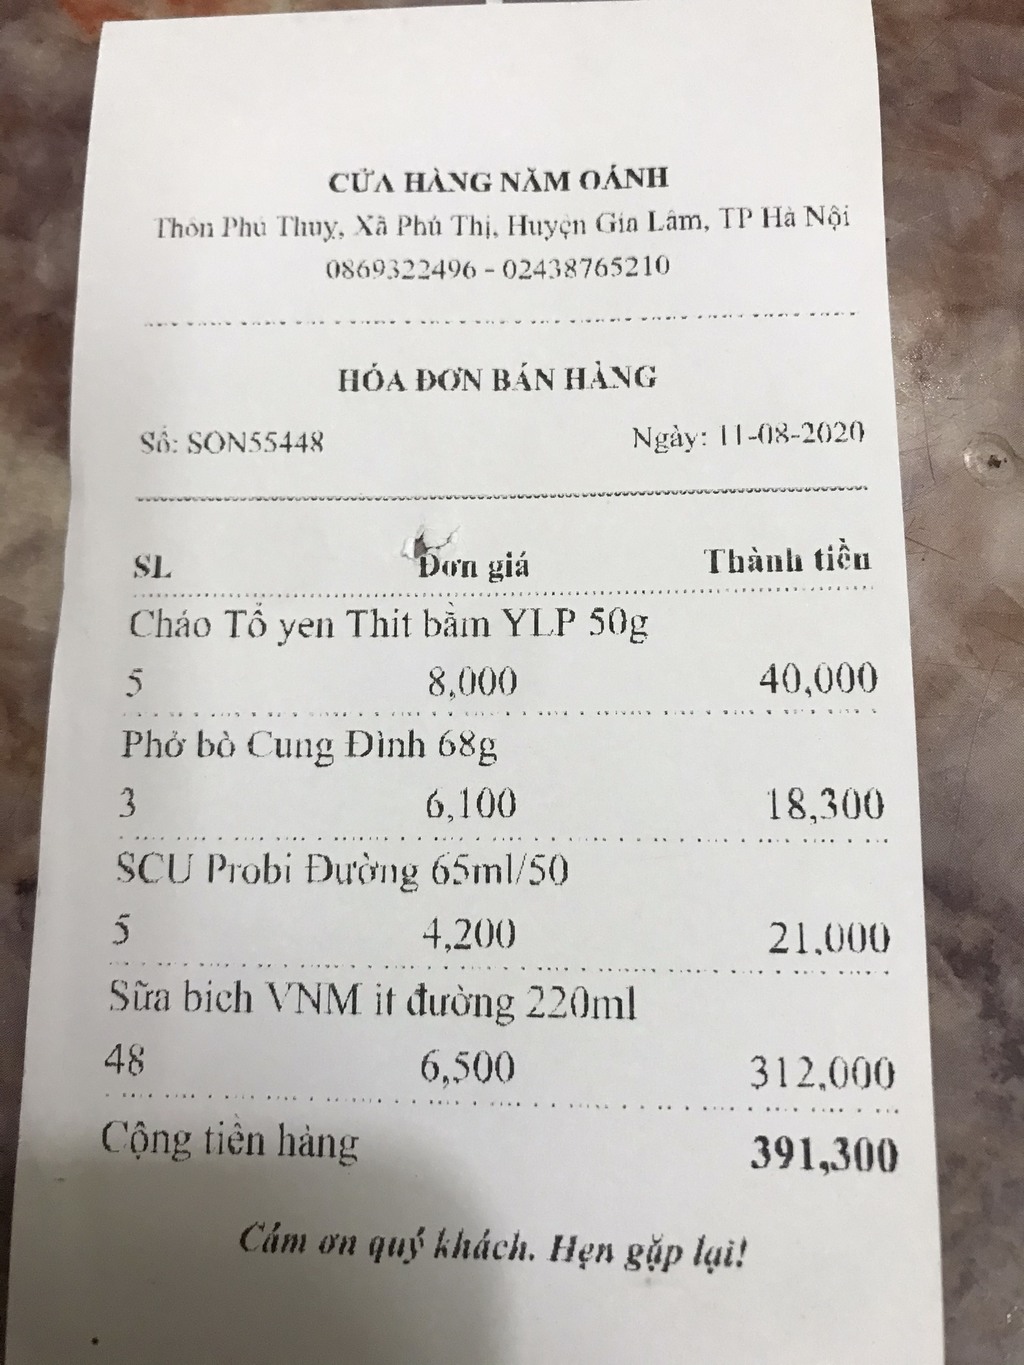 CỬA HÀNG NĂM OÁNH
Thôn Phú Thụy, Xã Phú Thị, Huyện Gia Lâm, TP Hà Nội
0869322496 - 02438765210
HÓA ĐƠN BÁN HÀNG
Số: SON55448 Ngày: 11-08-2020
SL Đơn giá Thành tiền
Cháo Tổ yen Thit bằm YLP 50g
5 8,000 40,000
Phở bò Cung Đình 68g
3 6,100 18,300
SCU Probi Đường 65ml/50
5 4,200 21,000
Sữa bich VNM it đường 220ml
48 6,500 312,000
Cộng tiền hàng 391,300
Cám ơn quý khách. Hẹn gặp lại!